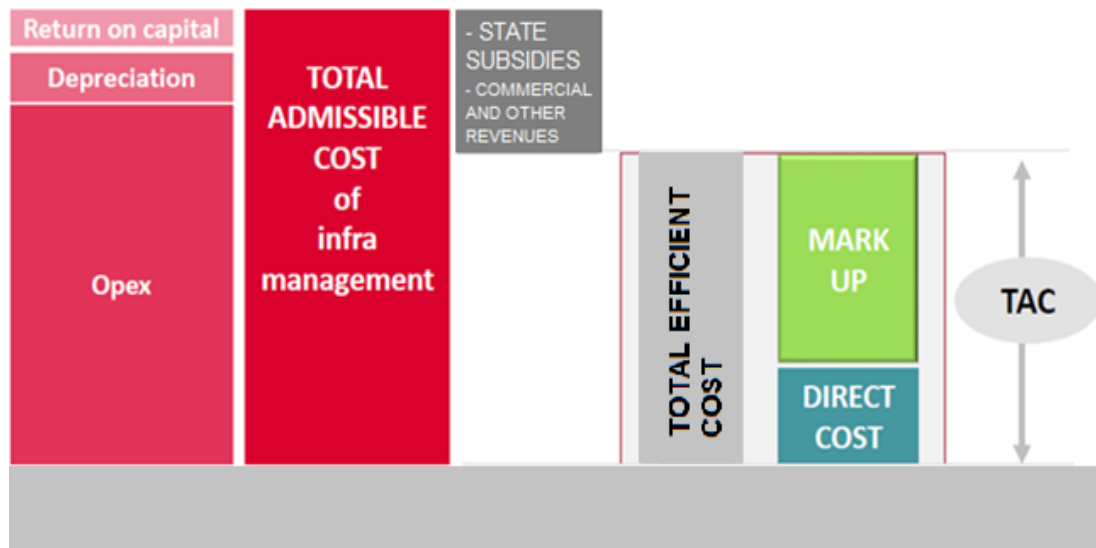 Return on capital
Depreciation
Opex
TOTAL
ADMISSIBLE
COST
of
infra
management
- STATE
SUBSIDIES
- COMMERCIAL
AND OTHER
REVENUES
TOTAL EFFICIENT
COST
MARK
UP
DIRECT
COST
TAC